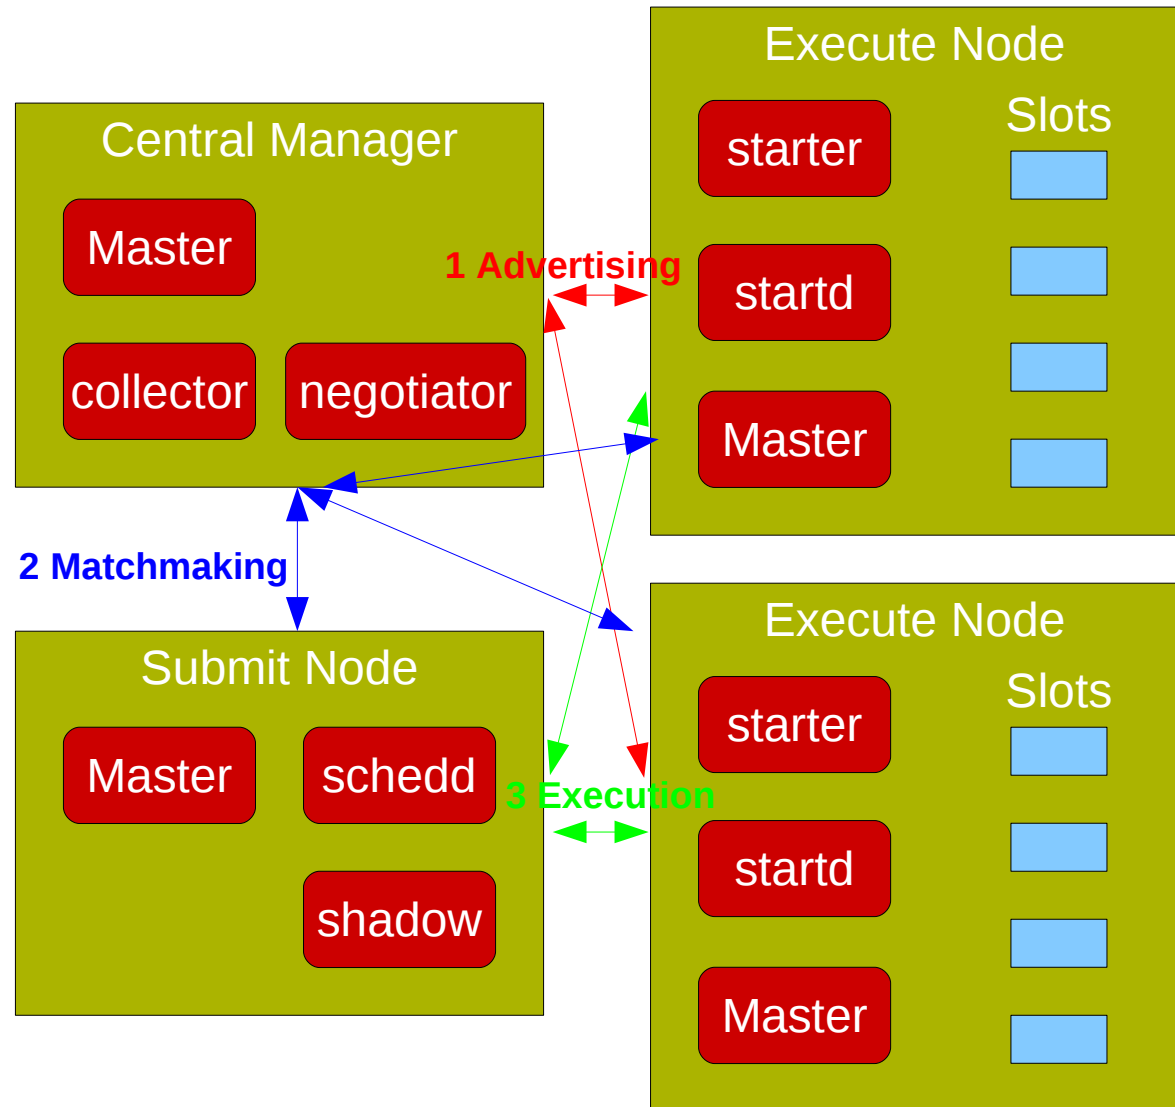 Central Manager
Master
collector
negotiator
1 Advertising
Execute Node
Slots
starter
startd
Master
2 Matchmaking
Submit Node
Master
schedd
shadow
3 Execution
Execute Node
Slots
starter
startd
Master